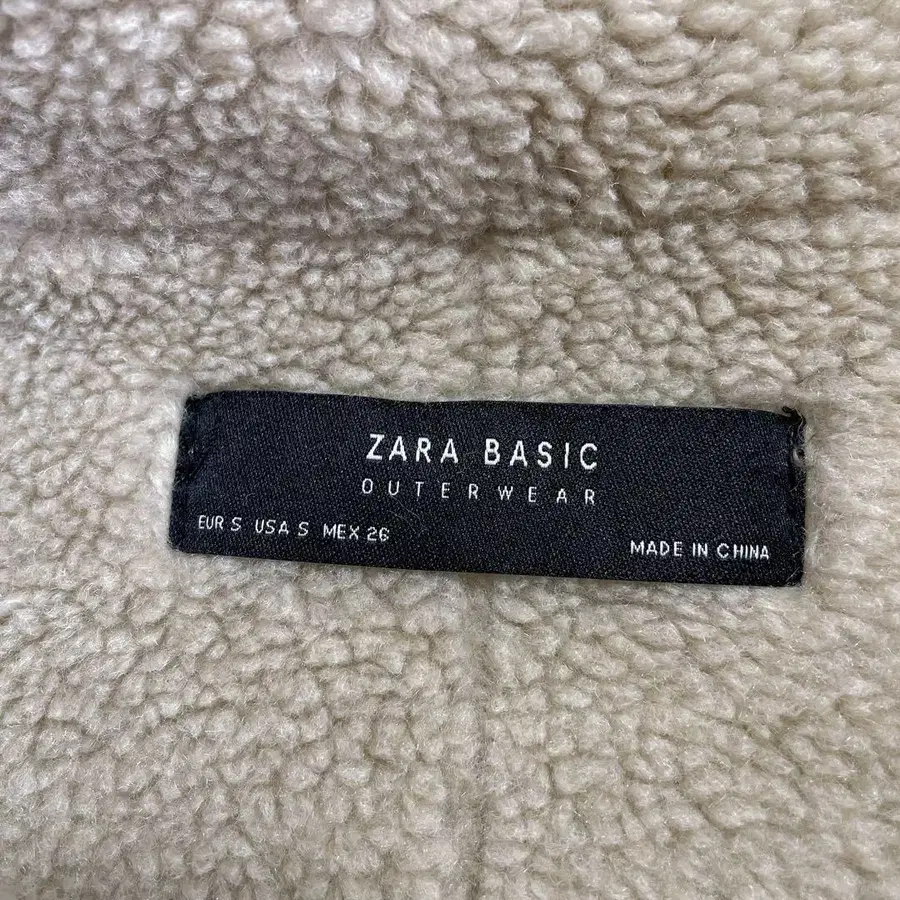 ZARA BASIC
OUTERWEAR
EUR S USA S MEX 26
MADE IN CHINA